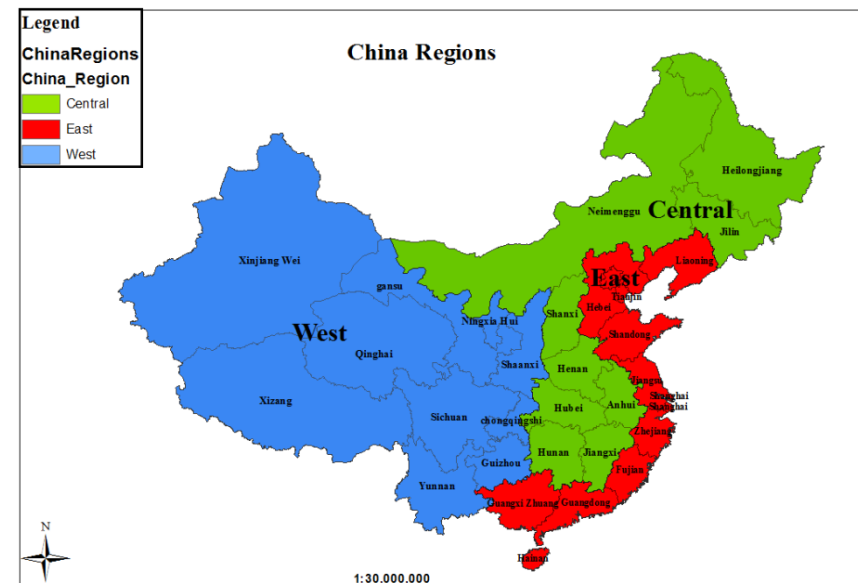 Legend
ChinaRegions
China_Region
Central
East
West
China Regions
Heilongjiang
Neimenggu
Central
Jilin
Liaoning
Xinjiang Wei
East
gansu
Tianjin
Hebei
Shanxi
Ningxia Hui
West
Shandong
Qinghai
Shaanxi
Henan
Jiangsu
Xizang
Shanghai
Shanghai
Anhui
Hubei
Sichuan
chongqingshi
Zhejiang
Hunan
Jiangxi
Guizhou
Fujian
Yunnan
Guangxi Zhuang
Guangdong
Hainan
N
1:30.000.000